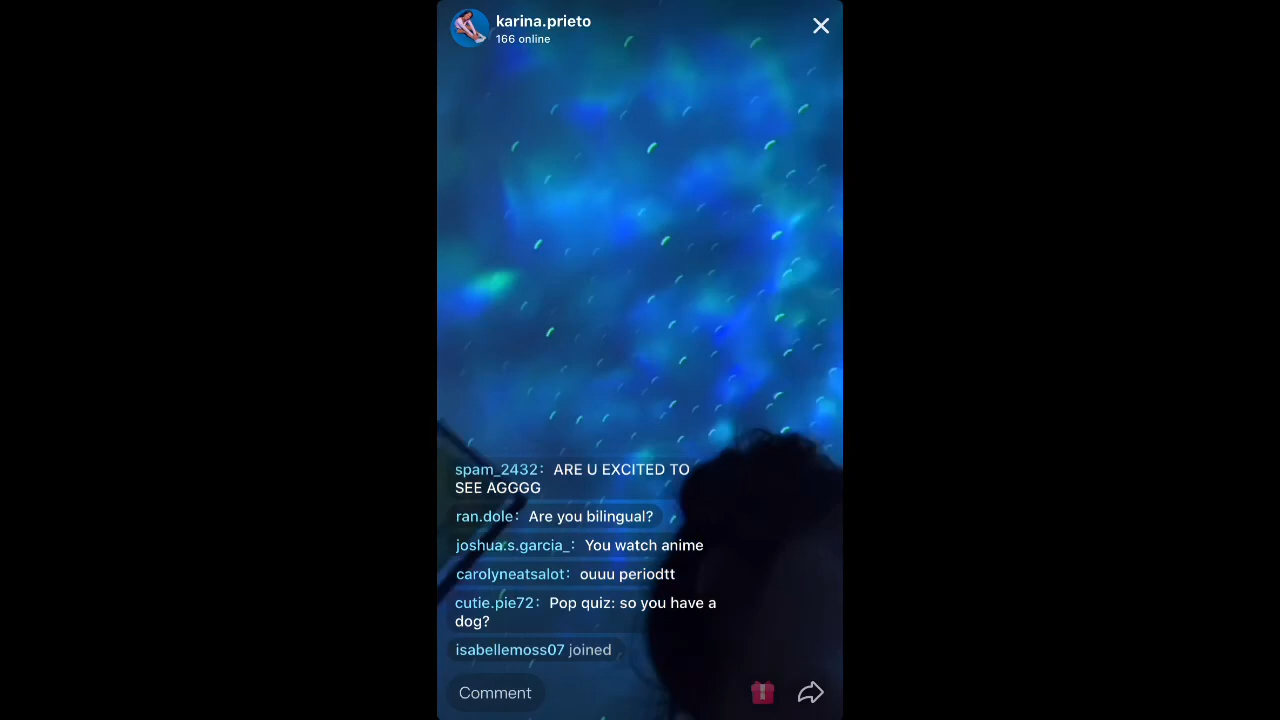 karina.prieto
166 online
spam_2432: ARE U EXCITED TO
SEE AGGGG
ran.dole: Are you bilingual?
joshua.s.garcia_: You watch anime
carolyneatsalot: ouuu periodtt
cutie.pie72: Pop quiz: so you have a
dog?
isabellemoss07 joined
Comment